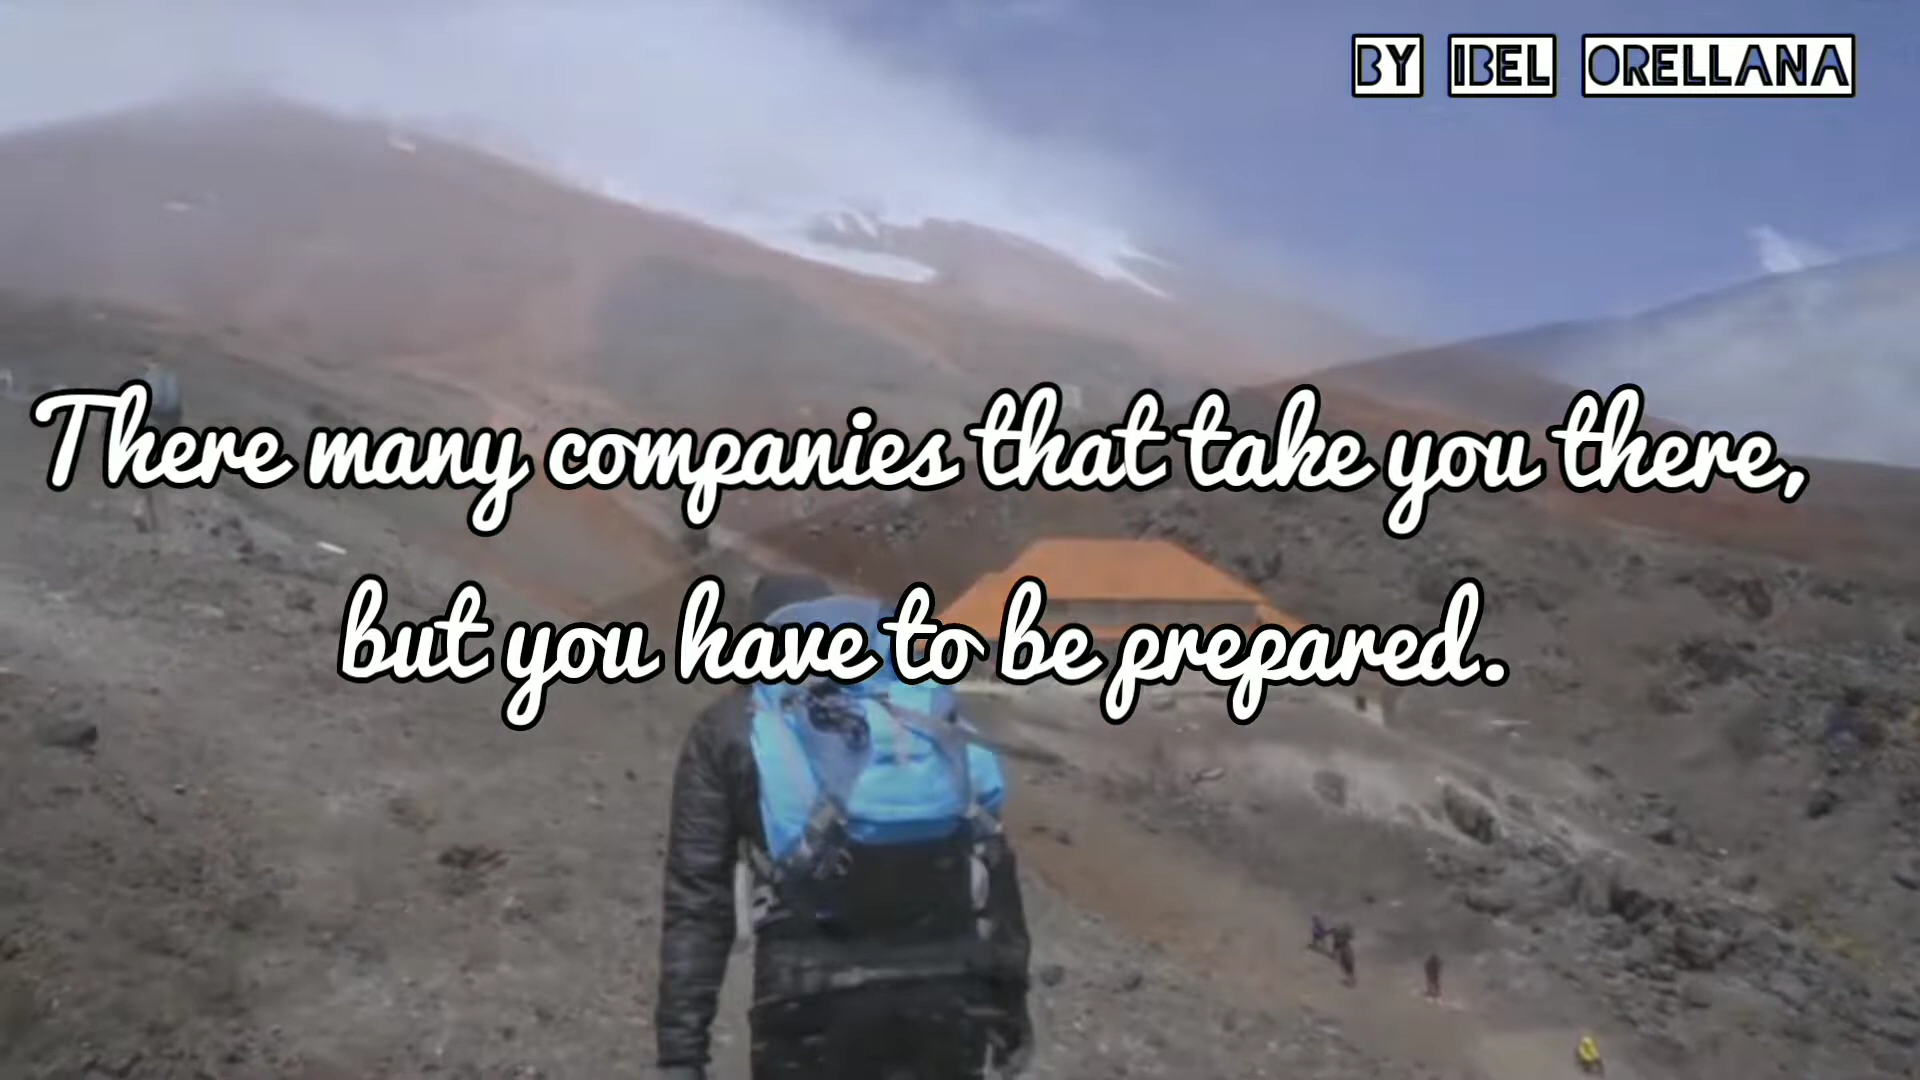 BY IBEL ORELLANA
There many companies that take you there,
but you have to be prepared.